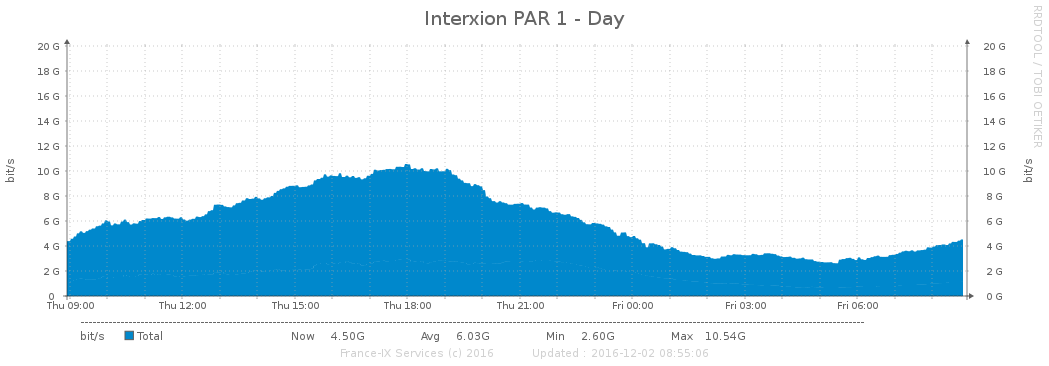 Interxion PAR 1 - Day
RRDTOOL / TOBI OETIKER
20 G 20 G
18 G 18 G
16 G 16 G
14 G 14 G
12 G 12 G
10 G 10 G
8 G 8 G
6 G 6 G
4 G 4 G
2 G 2 G
0 0 G
bit/s bit/s
Thu 09:00 Thu 12:00 Thu 15:00 Thu 18:00 Thu 21:00 Fri 00:00 Fri 03:00 Fri 06:00
bit/s Total Now 4.50G Avg 6.03G Min 2.60G Max 10.54G
France-IX Services (c) 2016 Updated : 2016-12-02 08:55:06